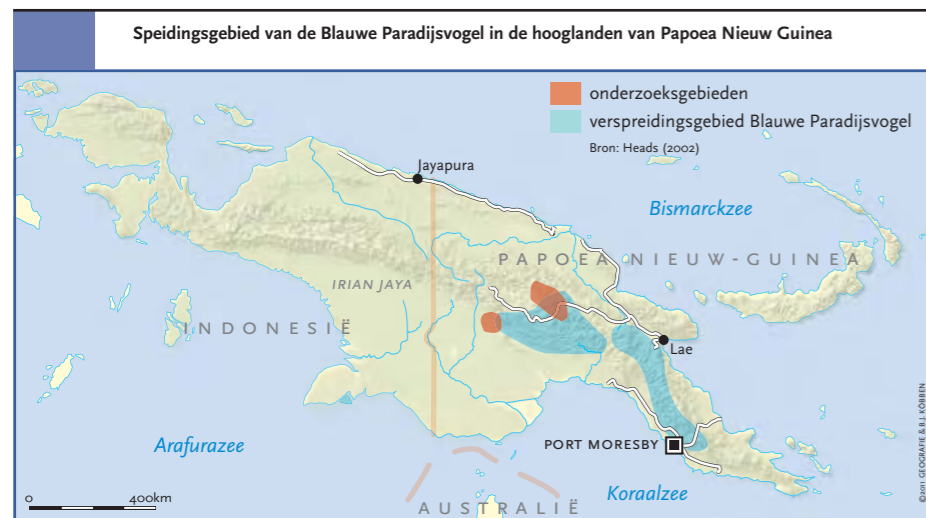 Speidingsgebied van de Blauwe Paradijsvogel in de hooglanden van Papoea Nieuw Guinea
onderzoeksgebieden
verspreidingsgebied Blauwe Paradijsvogel
Bron: Heads (2002)
Jayapura
Bismarckzee
PAPOEA NIEUW-GUINEA
IRIAN JAYA
INDONESIË
Lae
PORT MORESBY
Arafurazee
Koraalzee
0 400km
AUSTRALIË
©2011 GEOGRAFIE & B.J. KÖBBEN